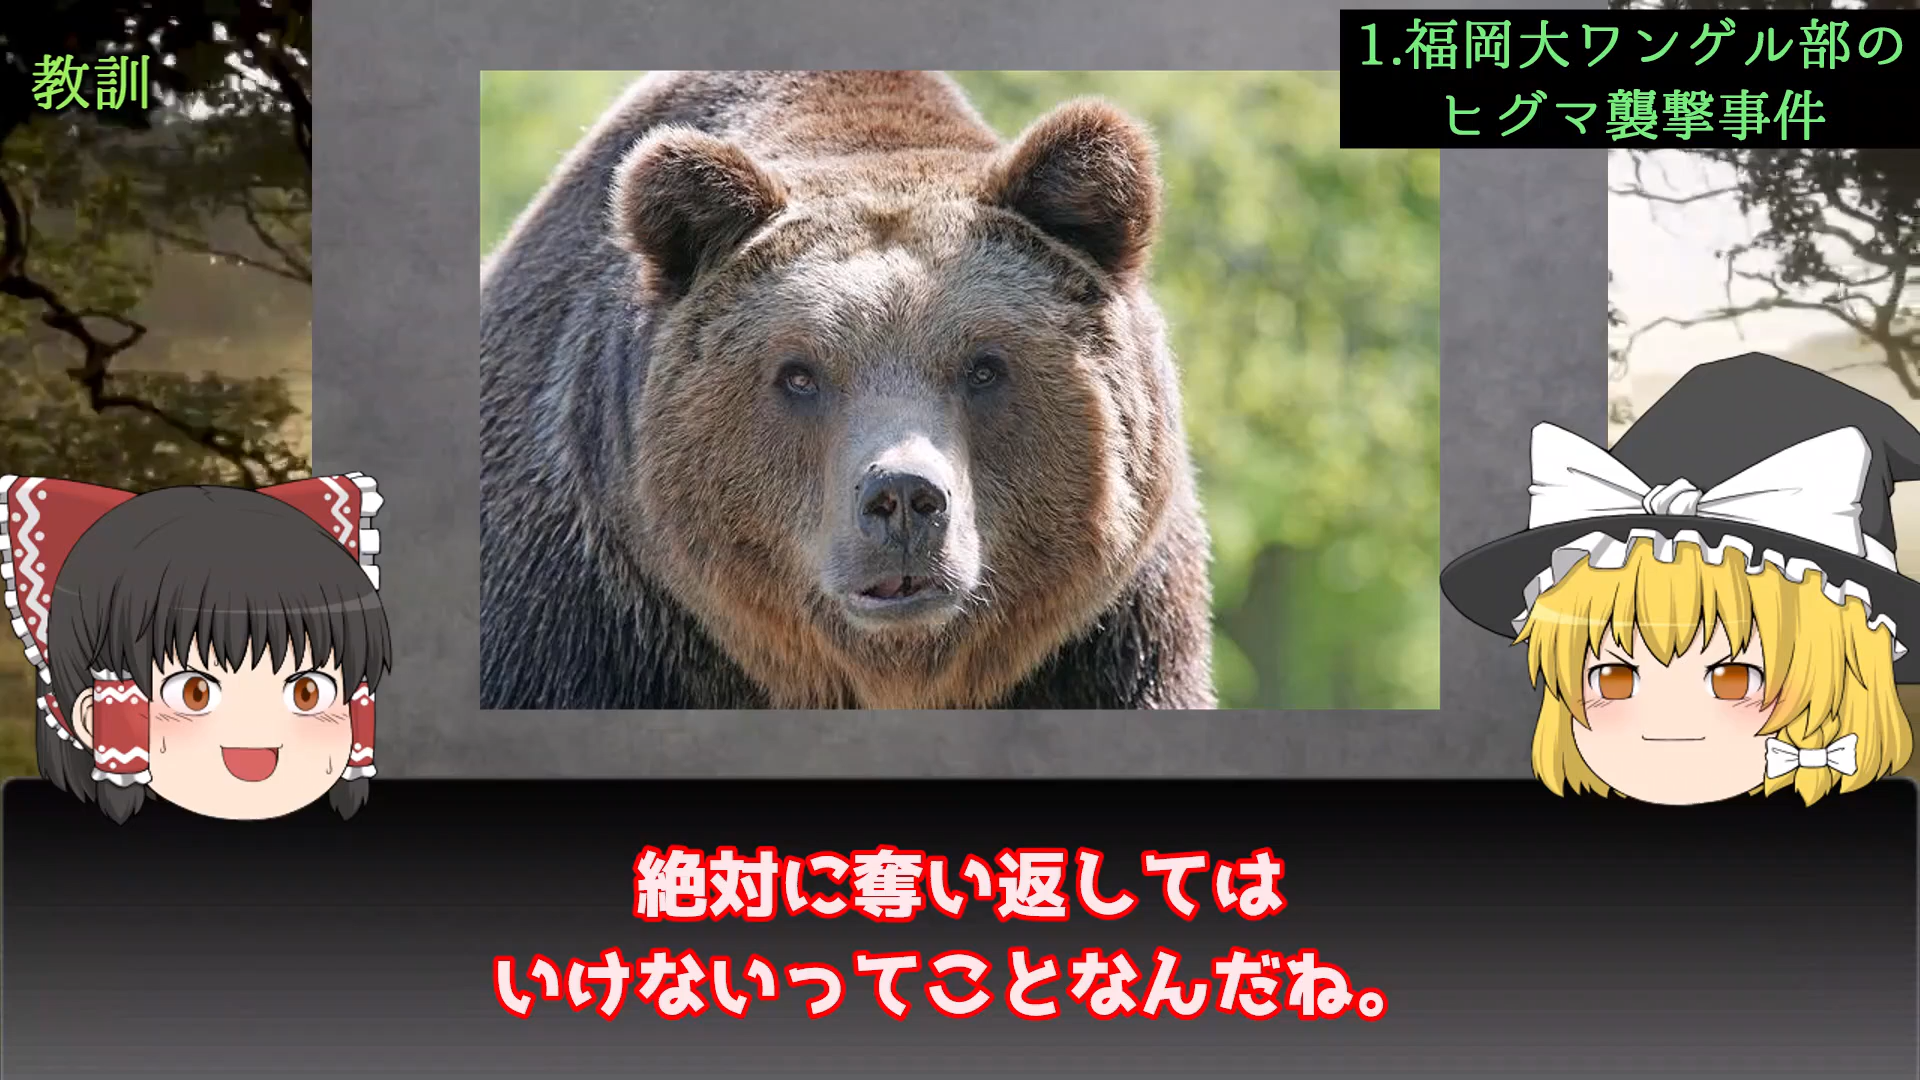 教訓
1.福岡大ワンゲル部の
ヒグマ襲撃事件
絶対に奪い返しては
いけないってことなんだね。